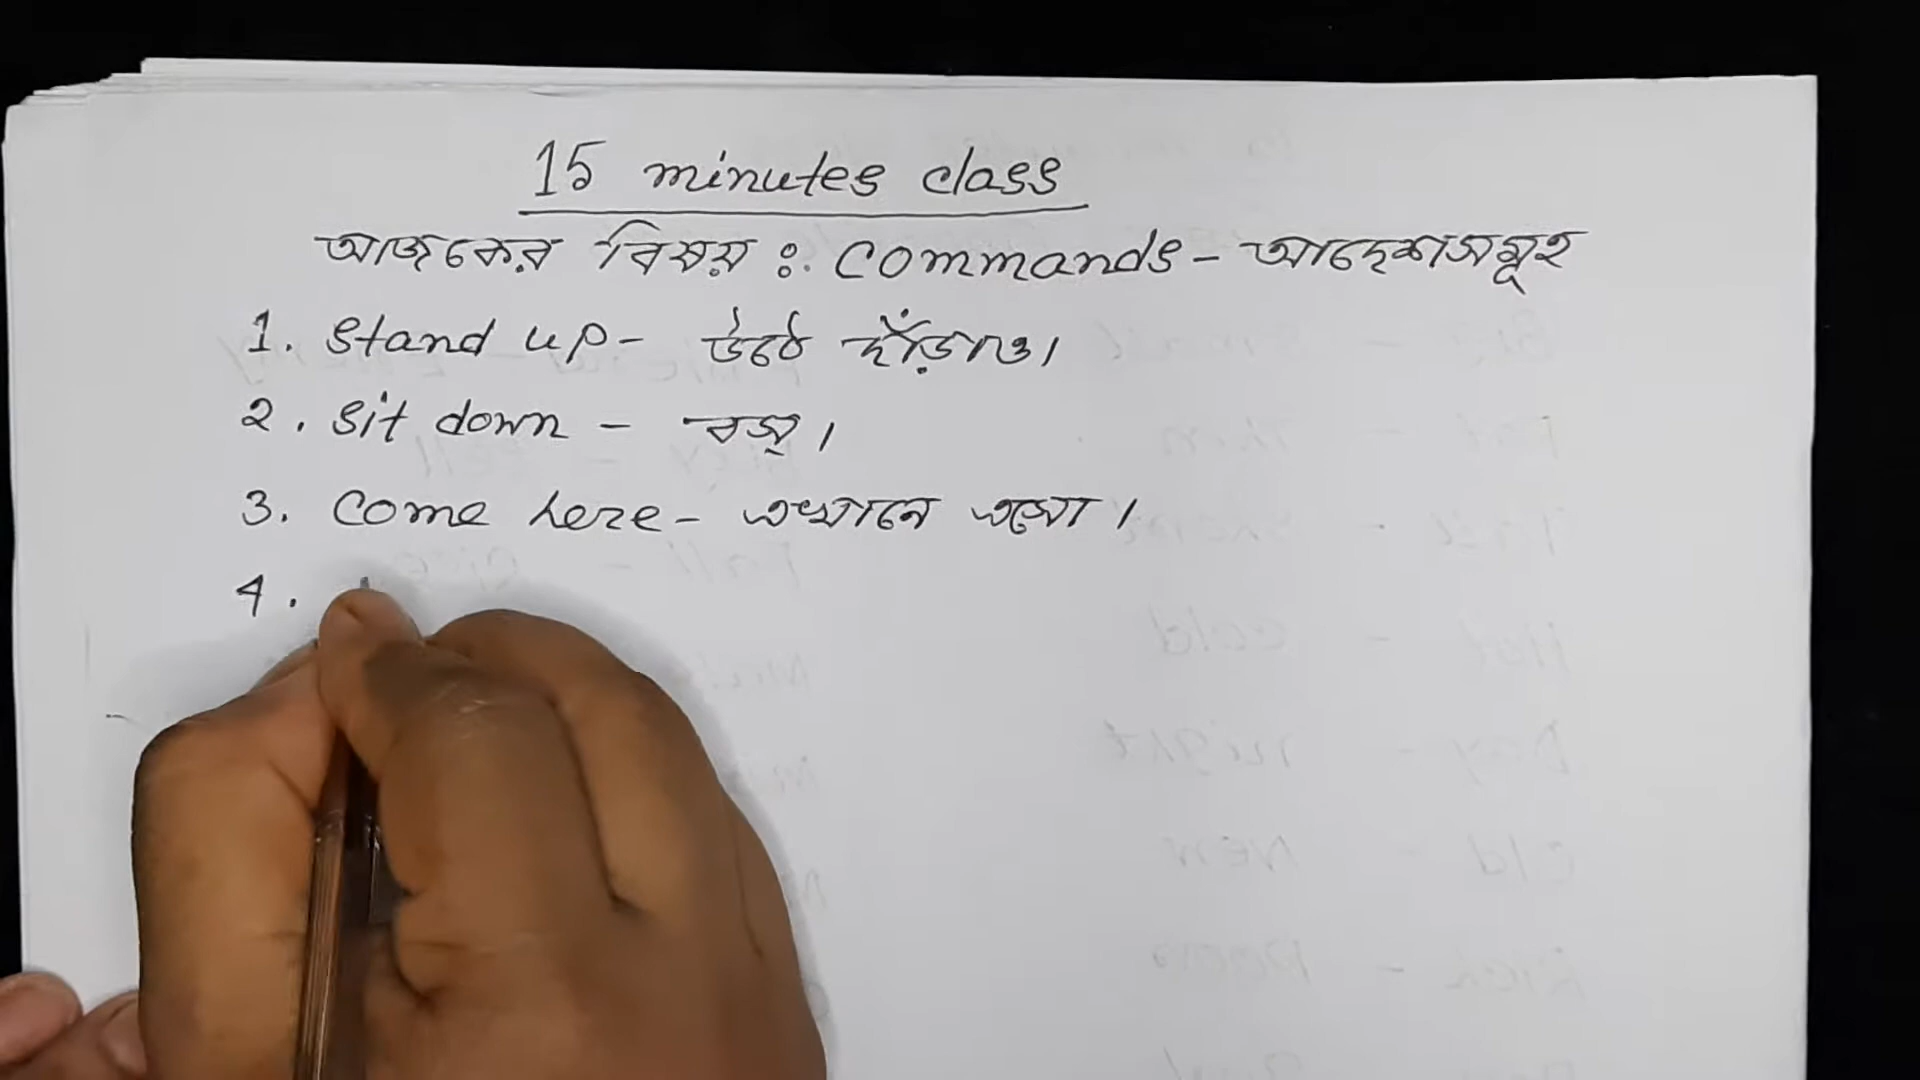 15 minutes class
আজকের বিষয় ঃ Commands - আদেশসমূহ
1. Stand up - উঠে দাঁড়াও।
2. Sit down - বস।
3. Come here - এখানে এসো।
4.